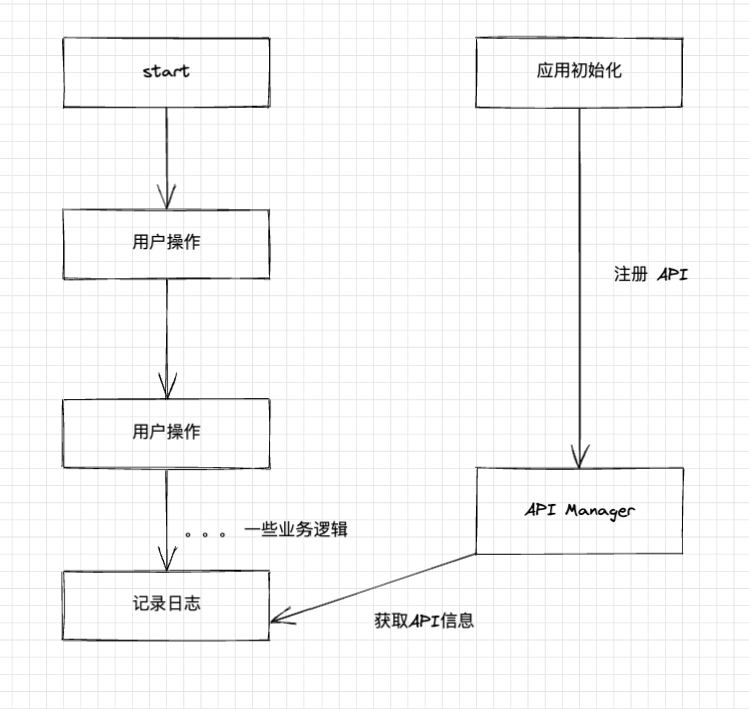 start
应用初始化
用户操作
注册 API
用户操作
API Manager
。。。 一些业务逻辑
记录日志
获取API信息